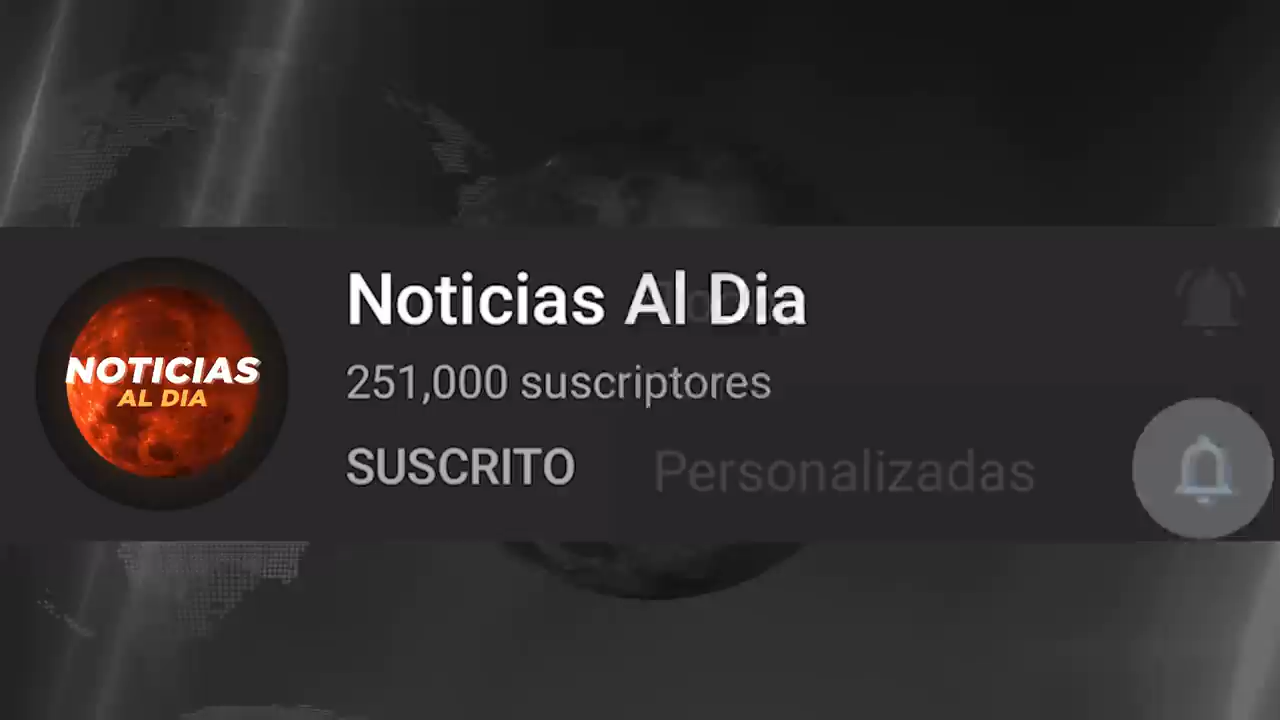 NOTICIAS
AL DIA
Noticias Al Dia
251,000 suscriptores
SUSCRITO
Personalizadas